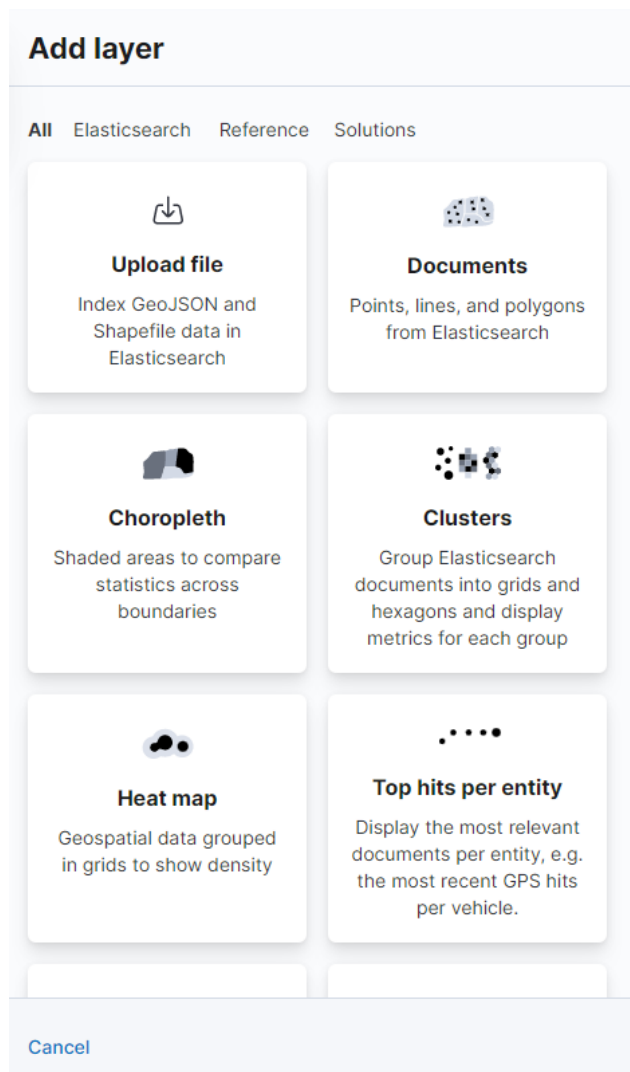 Add layer
All Elasticsearch Reference Solutions
Upload file
Index GeoJSON and
Shapefile data in
Elasticsearch
Documents
Points, lines, and polygons
from Elasticsearch
Choropleth
Shaded areas to compare
statistics across
boundaries
Clusters
Group Elasticsearch
documents into grids and
hexagons and display
metrics for each group
Heat map
Geospatial data grouped
in grids to show density
Top hits per entity
Display the most relevant
documents per entity, e.g.
the most recent GPS hits
per vehicle.
Cancel